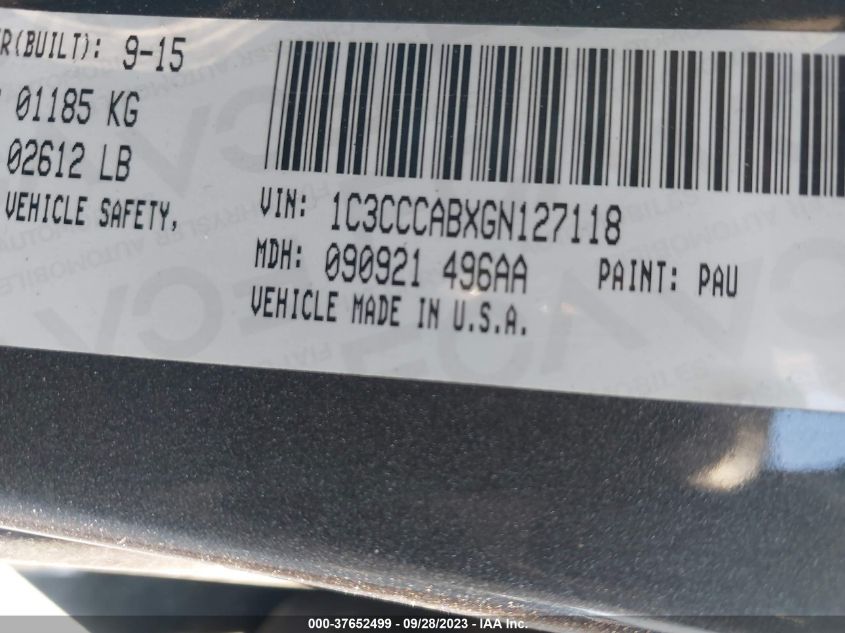 R(BUILT): 9-15
01185 KG
02612 LB
VEHICLE SAFETY,
VIN: 1C3CCCABXGN127118
MDH: 090921 496AA PAINT: PAU
VEHICLE MADE IN U.S.A.
000-37652499 / 09/28/2023 - IAA Inc.